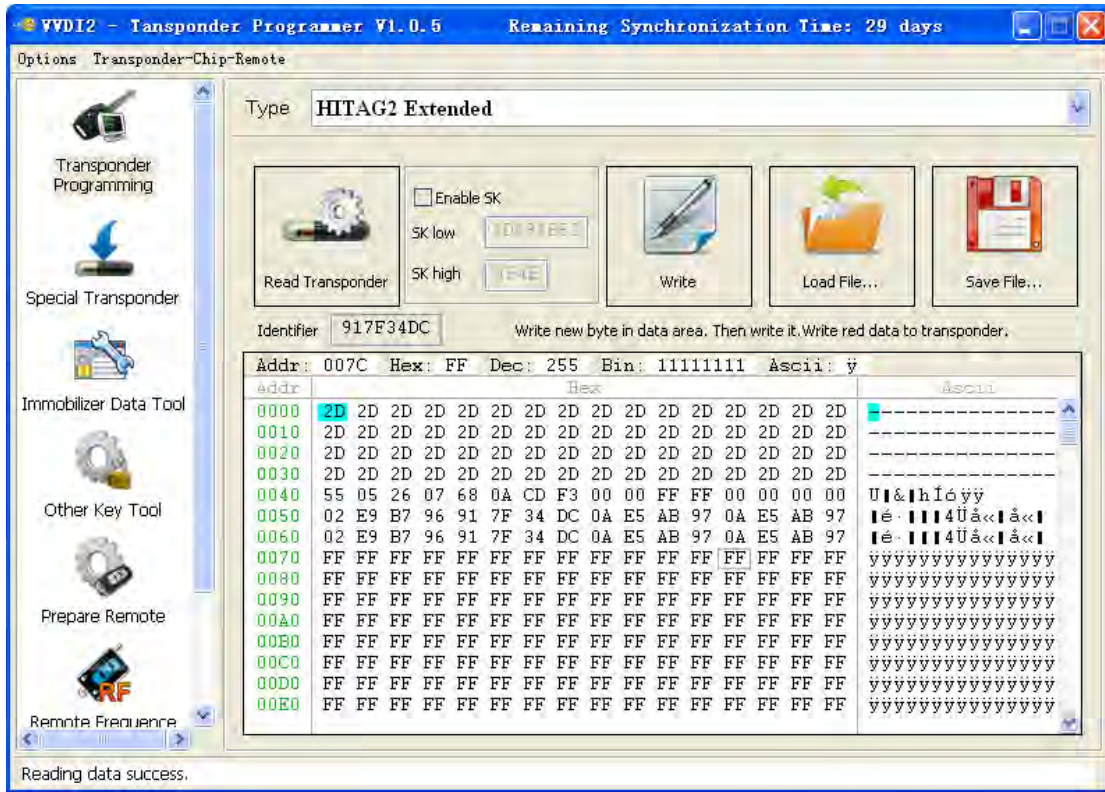 VVDI2 - Tansponder Programmer V1.0.5 Remaining Synchronization Time: 29 days
Options Transponder-Chip-Remote
Transponder
Programming
Special Transponder
Immobilizer Data Tool
Other Key Tool
Prepare Remote
RF
Remote Frequence
Type HITAG2 Extended
Read Transponder
Enable SK
SK low
SK high
Write
Load File...
Save File...
Identifier 917F34DC Write new byte in data area. Then write it.Write red data to transponder.
Addr: 007C Hex: FF Dec: 255 Bin: 11111111 Ascii: ÿ
Addr Hex Ascii
0000 2D 2D 2D 2D 2D 2D 2D 2D 2D 2D 2D 2D 2D 2D 2D 2D ----------------
0010 2D 2D 2D 2D 2D 2D 2D 2D 2D 2D 2D 2D 2D 2D 2D 2D ----------------
0020 2D 2D 2D 2D 2D 2D 2D 2D 2D 2D 2D 2D 2D 2D 2D 2D ----------------
0030 2D 2D 2D 2D 2D 2D 2D 2D 2D 2D 2D 2D 2D 2D 2D 2D ----------------
0040 55 05 26 07 68 0A CD F3 00 00 FF FF 00 00 00 00 U▌&▌hÍóÿÿ
0050 02 E9 B7 96 91 7F 34 DC 0A E5 AB 97 0A E5 AB 97 ▌é·▌▌▌4Üå«▌å«▌
0060 02 E9 B7 96 91 7F 34 DC 0A E5 AB 97 0A E5 AB 97 ▌é·▌▌▌4Üå«▌å«▌
0070 FF FF FF FF FF FF FF FF FF FF FF FF FF FF FF FF ÿÿÿÿÿÿÿÿÿÿÿÿÿÿÿÿ
0080 FF FF FF FF FF FF FF FF FF FF FF FF FF FF FF FF ÿÿÿÿÿÿÿÿÿÿÿÿÿÿÿÿ
0090 FF FF FF FF FF FF FF FF FF FF FF FF FF FF FF FF ÿÿÿÿÿÿÿÿÿÿÿÿÿÿÿÿ
00A0 FF FF FF FF FF FF FF FF FF FF FF FF FF FF FF FF ÿÿÿÿÿÿÿÿÿÿÿÿÿÿÿÿ
00B0 FF FF FF FF FF FF FF FF FF FF FF FF FF FF FF FF ÿÿÿÿÿÿÿÿÿÿÿÿÿÿÿÿ
00C0 FF FF FF FF FF FF FF FF FF FF FF FF FF FF FF FF ÿÿÿÿÿÿÿÿÿÿÿÿÿÿÿÿ
00D0 FF FF FF FF FF FF FF FF FF FF FF FF FF FF FF FF ÿÿÿÿÿÿÿÿÿÿÿÿÿÿÿÿ
00E0 FF FF FF FF FF FF FF FF FF FF FF FF FF FF FF FF ÿÿÿÿÿÿÿÿÿÿÿÿÿÿÿÿ
Reading data success.